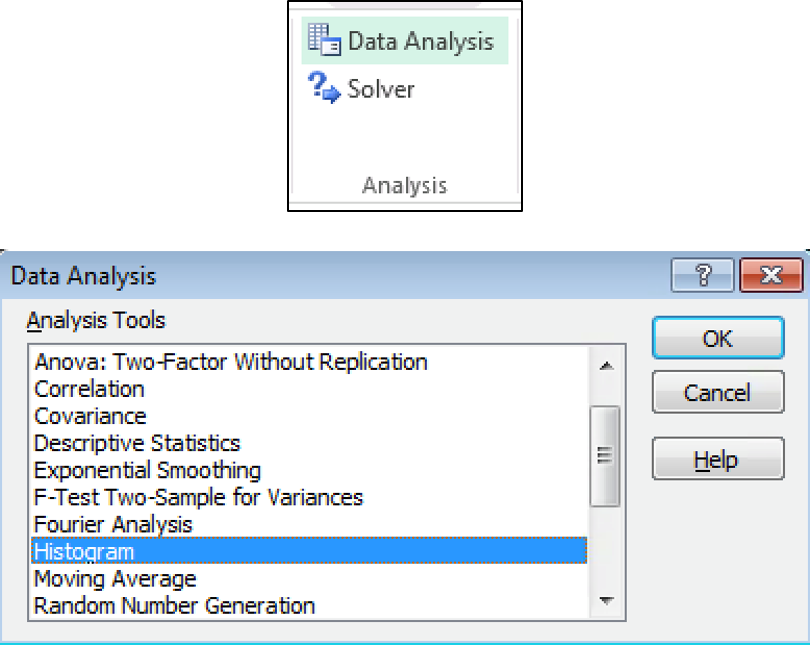 Data Analysis
Solver
Analysis
Data Analysis
Analysis Tools
Anova: Two-Factor Without Replication
Correlation
Covariance
Descriptive Statistics
Exponential Smoothing
F-Test Two-Sample for Variances
Fourier Analysis
Histogram
Moving Average
Random Number Generation
OK
Cancel
Help